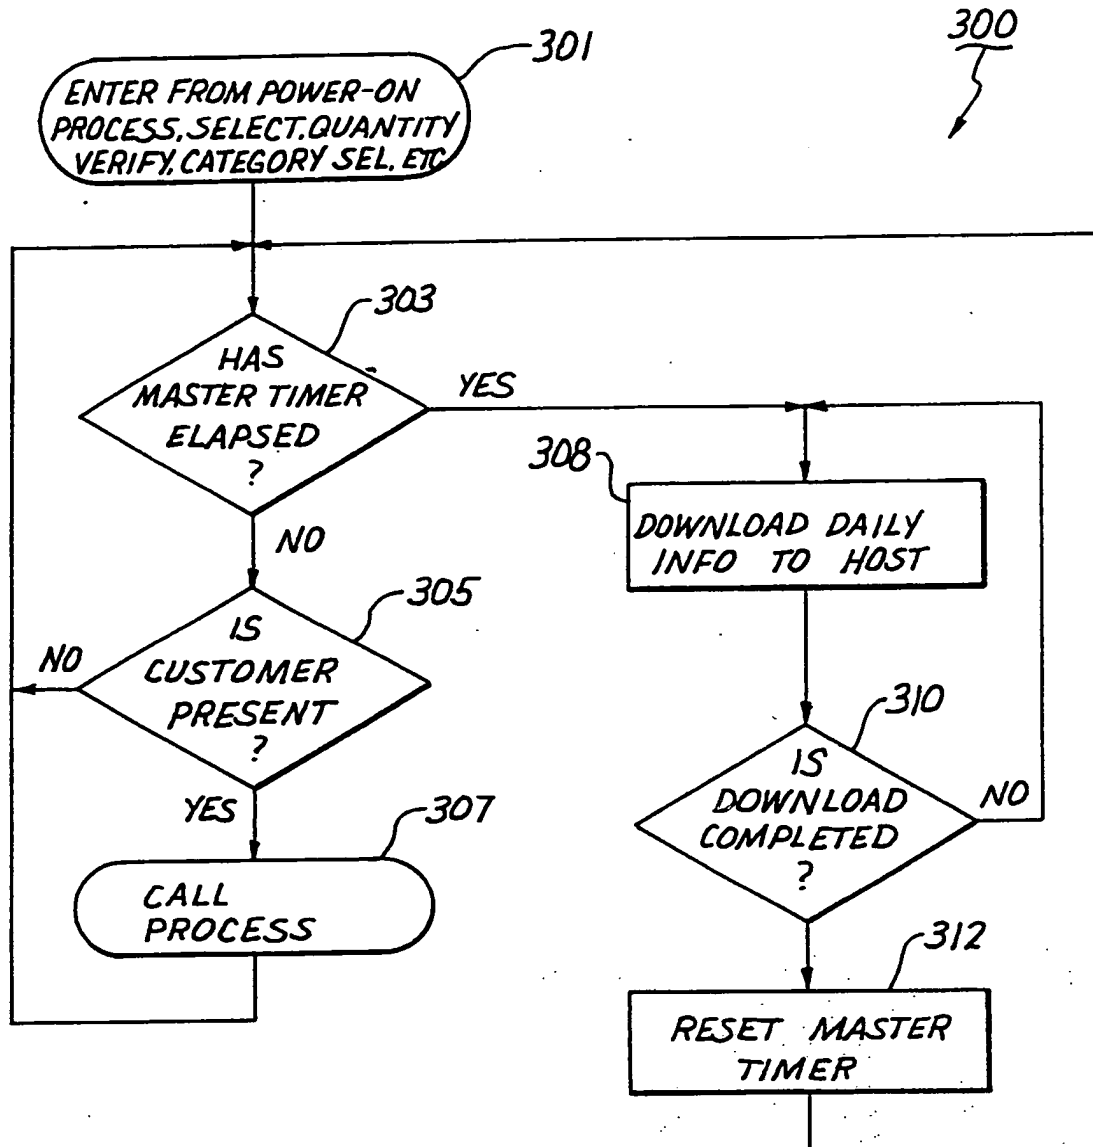 301
300
ENTER FROM POWER-ON
PROCESS, SELECT. QUANTITY
VERIFY, CATEGORY SEL. ETC
303
HAS
MASTER TIMER
ELAPSED
?
YES
NO
308
DOWNLOAD DAILY
INFO TO HOST
305
IS
CUSTOMER
PRESENT
?
NO
YES
310
IS
DOWNLOAD
COMPLETED
?
NO
307
CALL
PROCESS
312
RESET MASTER
TIMER